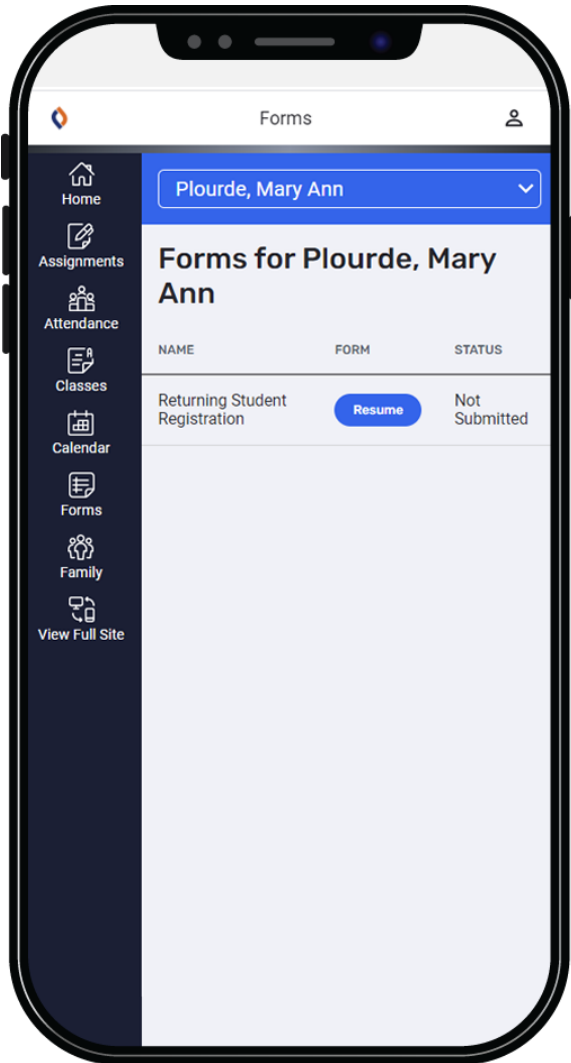 Forms
Home
Assignments
Attendance
Classes
Calendar
Forms
Family
View Full Site
Plourde, Mary Ann
Forms for Plourde, Mary
Ann
NAME FORM STATUS
Returning Student
Registration
Resume
Not
Submitted